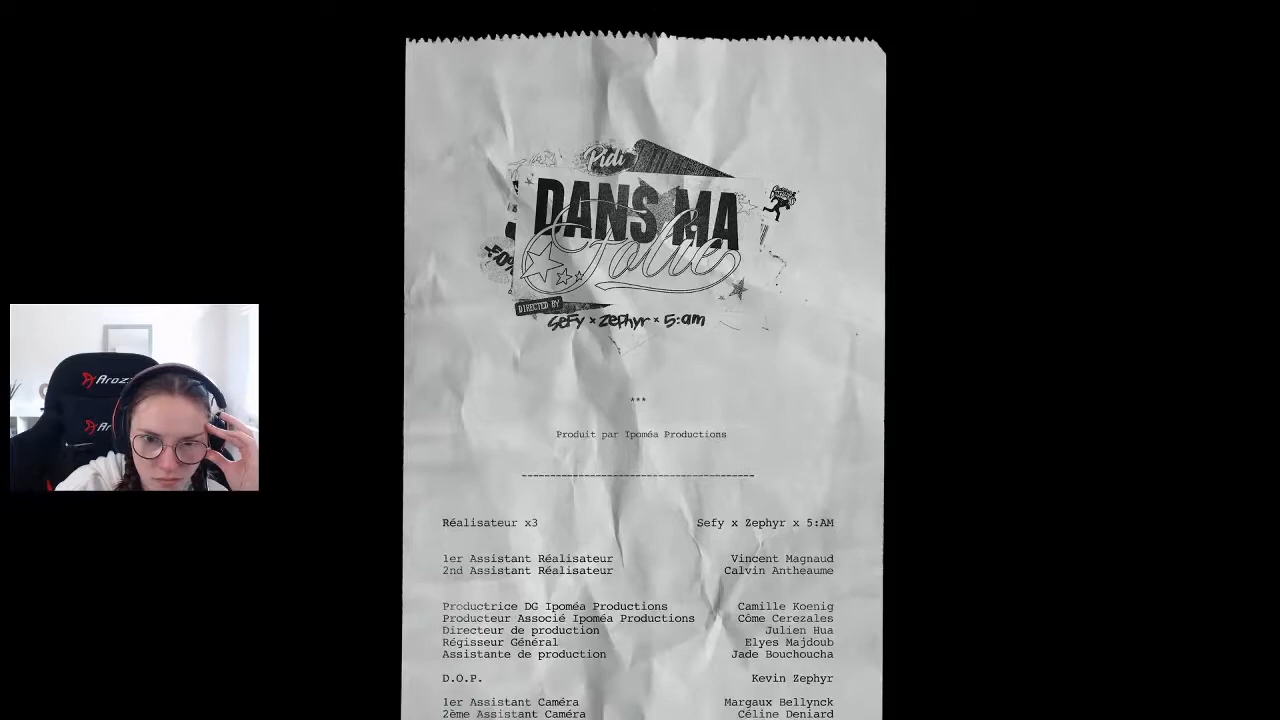 Pidi
DANS MA
Folie
-50%
DIRECTED BY
SEFY x ZEPHYR x 5:am
***
Produit par Ipoméa Productions
Réalisateur x3 Sefy x Zephyr x 5:AM
1er Assistant Réalisateur Vincent Magnaud
2nd Assistant Réalisateur Calvin Antheaume
Productrice DG Ipoméa Productions Camille Koenig
Producteur Associé Ipoméa Productions Côme Cerezales
Directeur de production Julien Hua
Régisseur Général Elyes Majdoub
Assistante de production Jade Bouchoucha
D.O.P. Kevin Zephyr
1er Assistant Caméra Margaux Bellynck
2ème Assistant Caméra Céline Deniard